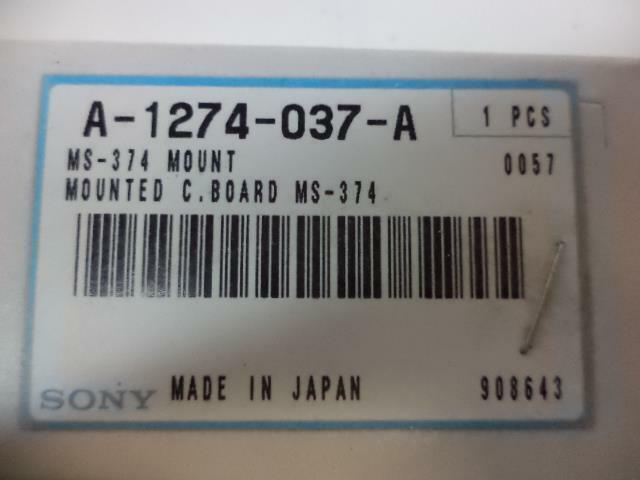 A-1274-037-A 1 PCS
MS-374 MOUNT 0057
MOUNTED C.BOARD MS-374
SONY MADE IN JAPAN 908643